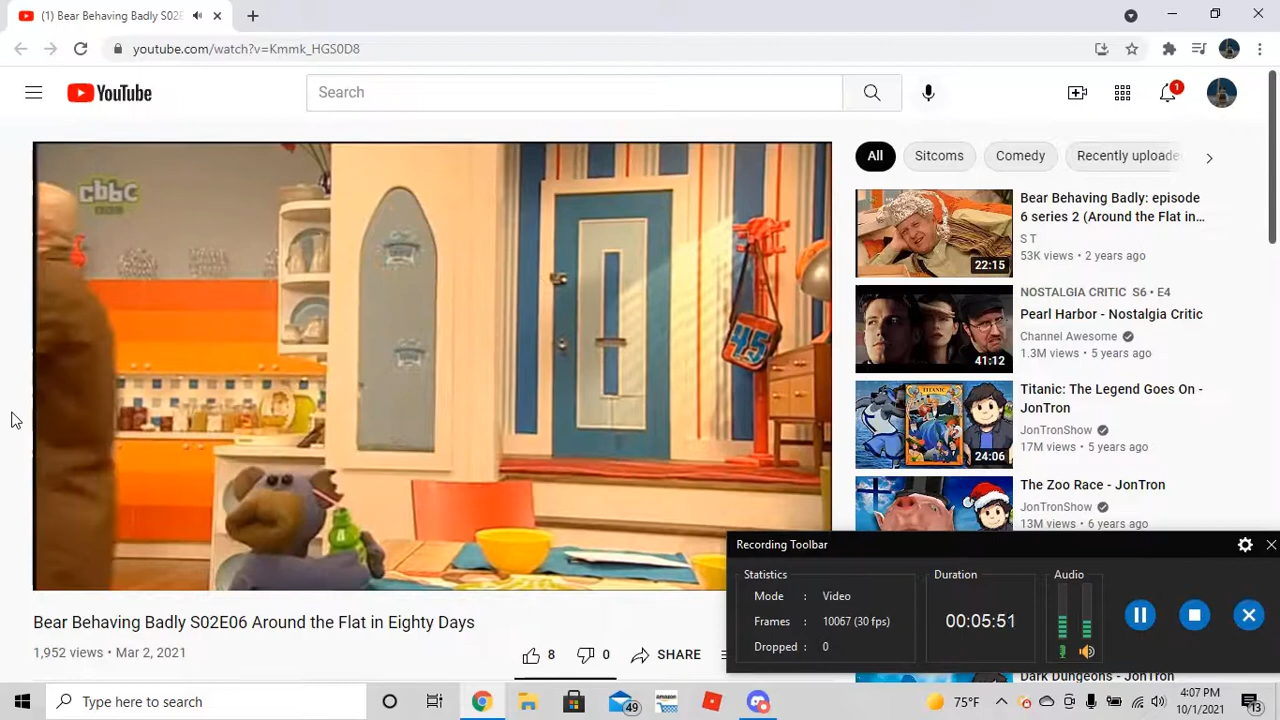 (1) Bear Behaving Badly S02E
youtube.com/watch?v=Kmmk_HGS0D8
YouTube
Search
1
cbbc
BBC
45
All
Sitcoms
Comedy
Recently uploade
Bear Behaving Badly: episode
6 series 2 (Around the Flat in...
S T
53K views • 2 years ago
22:15
NOSTALGIA CRITIC S6 • E4
Pearl Harbor - Nostalgia Critic
Channel Awesome
1.3M views • 5 years ago
41:12
Titanic: The Legend Goes On -
JonTron
JonTronShow
17M views • 5 years ago
TITANIC
24:06
The Zoo Race - JonTron
JonTronShow
13M views • 6 years ago
Recording Toolbar
Statistics
Mode : Video
Frames : 10067 (30 fps)
Dropped : 0
Duration
00:05:51
Audio
Bear Behaving Badly S02E06 Around the Flat in Eighty Days
1,952 views • Mar 2, 2021
8
0
SHARE
Dark Dungeons - JonTron
Type here to search
49
75°F
4:07 PM
10/1/2021
13